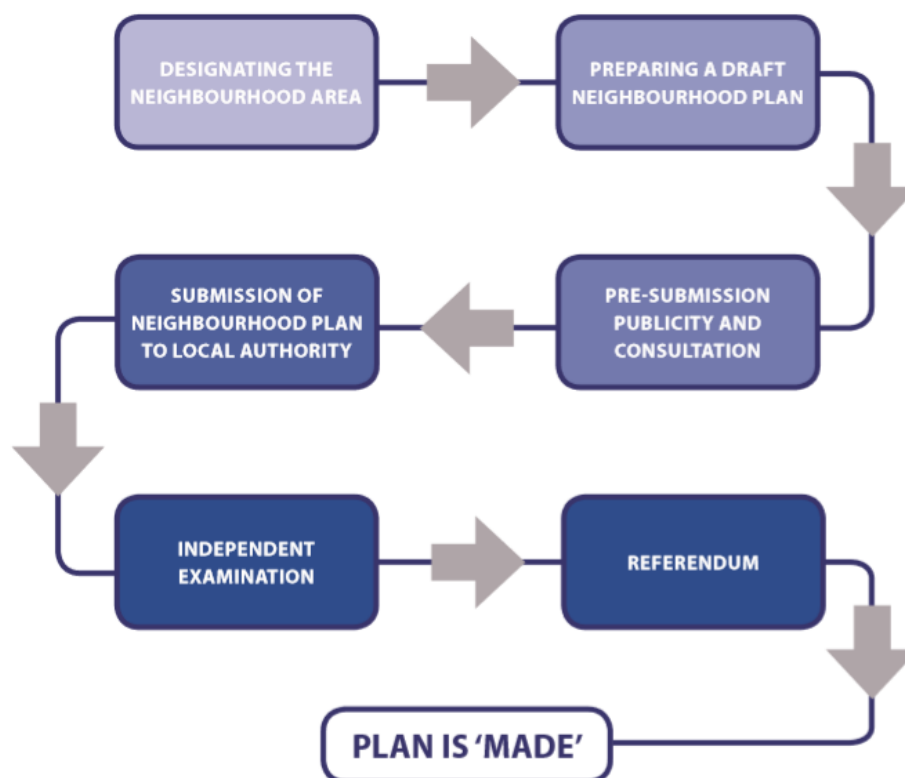 DESIGNATING THE
NEIGHBOURHOOD AREA
PREPARING A DRAFT
NEIGHBOURHOOD PLAN
PRE-SUBMISSION
PUBLICITY AND
CONSULTATION
SUBMISSION OF
NEIGHBOURHOOD PLAN
TO LOCAL AUTHORITY
INDEPENDENT
EXAMINATION
REFERENDUM
PLAN IS ‘MADE’